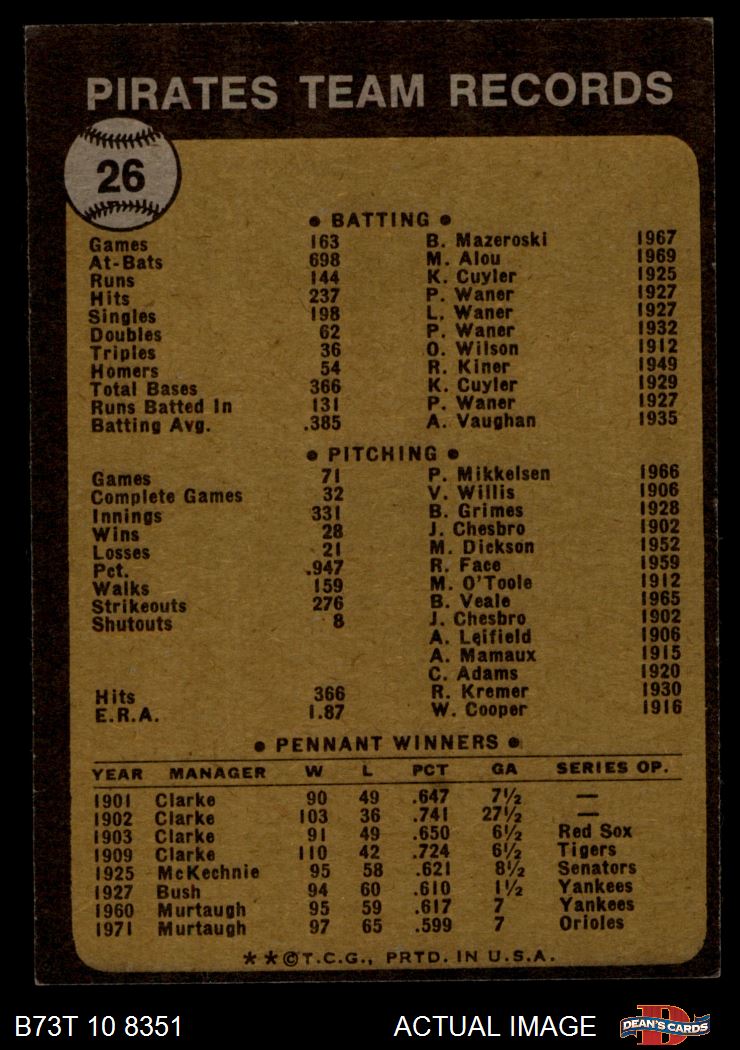 PIRATES TEAM RECORDS
26
● BATTING ●
Games 163 B. Mazeroski 1967
At-Bats 698 M. Alou 1969
Runs 144 K. Cuyler 1925
Hits 237 P. Waner 1927
Singles 198 L. Waner 1927
Doubles 62 P. Waner 1932
Triples 36 O. Wilson 1912
Homers 54 R. Kiner 1949
Total Bases 366 K. Cuyler 1929
Runs Batted In 131 P. Waner 1927
Batting Avg. .385 A. Vaughan 1935
● PITCHING ●
Games 71 P. Mikkelsen 1966
Complete Games 32 V. Willis 1906
Innings 331 B. Grimes 1928
Wins 28 J. Chesbro 1902
Losses 21 M. Dickson 1952
Pct. .947 R. Face 1959
Walks 159 M. O'Toole 1912
Strikeouts 276 B. Veale 1965
Shutouts 8 J. Chesbro 1902
A. Leifield 1906
A. Mamaux 1915
C. Adams 1920
Hits 366 R. Kremer 1930
E.R.A. 1.87 W. Cooper 1916
● PENNANT WINNERS ●
YEAR MANAGER W L PCT GA SERIES OP.
1901 Clarke 90 49 .647 7½ —
1902 Clarke 103 36 .741 27½ —
1903 Clarke 91 49 .650 6½ Red Sox
1909 Clarke 110 42 .724 6½ Tigers
1925 McKechnie 95 58 .621 8½ Senators
1927 Bush 94 60 .610 1½ Yankees
1960 Murtaugh 95 59 .617 7 Yankees
1971 Murtaugh 97 65 .599 7 Orioles
★★©T.C.G., PRTD. IN U.S.A.
B73T 10 8351 ACTUAL IMAGE DEAN'S CARDS